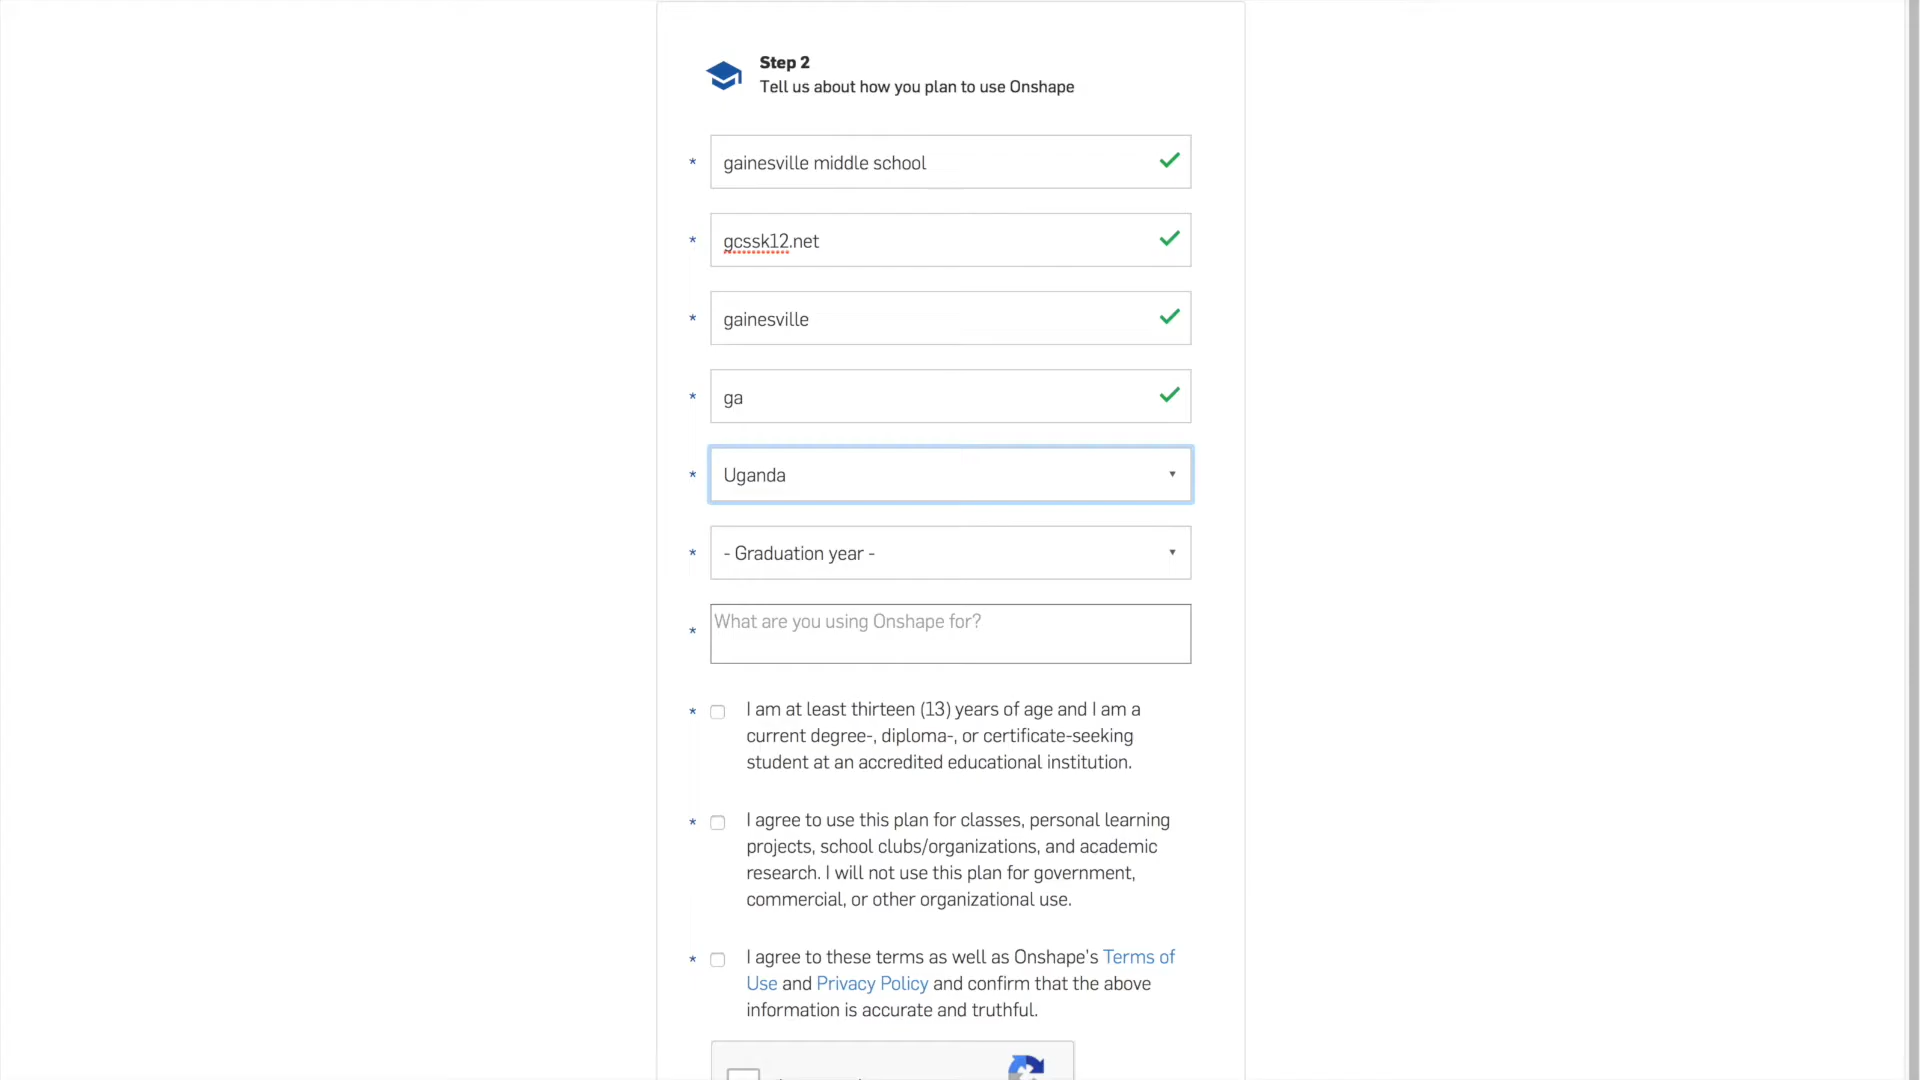 Step 2
Tell us about how you plan to use Onshape
* gainesville middle school
* gcssk12.net
* gainesville
* ga
* Uganda
* - Graduation year -
* What are you using Onshape for?
* I am at least thirteen (13) years of age and I am a
current degree-, diploma-, or certificate-seeking
student at an accredited educational institution.
* I agree to use this plan for classes, personal learning
projects, school clubs/organizations, and academic
research. I will not use this plan for government,
commercial, or other organizational use.
* I agree to these terms as well as Onshape's Terms of
Use and Privacy Policy and confirm that the above
information is accurate and truthful.